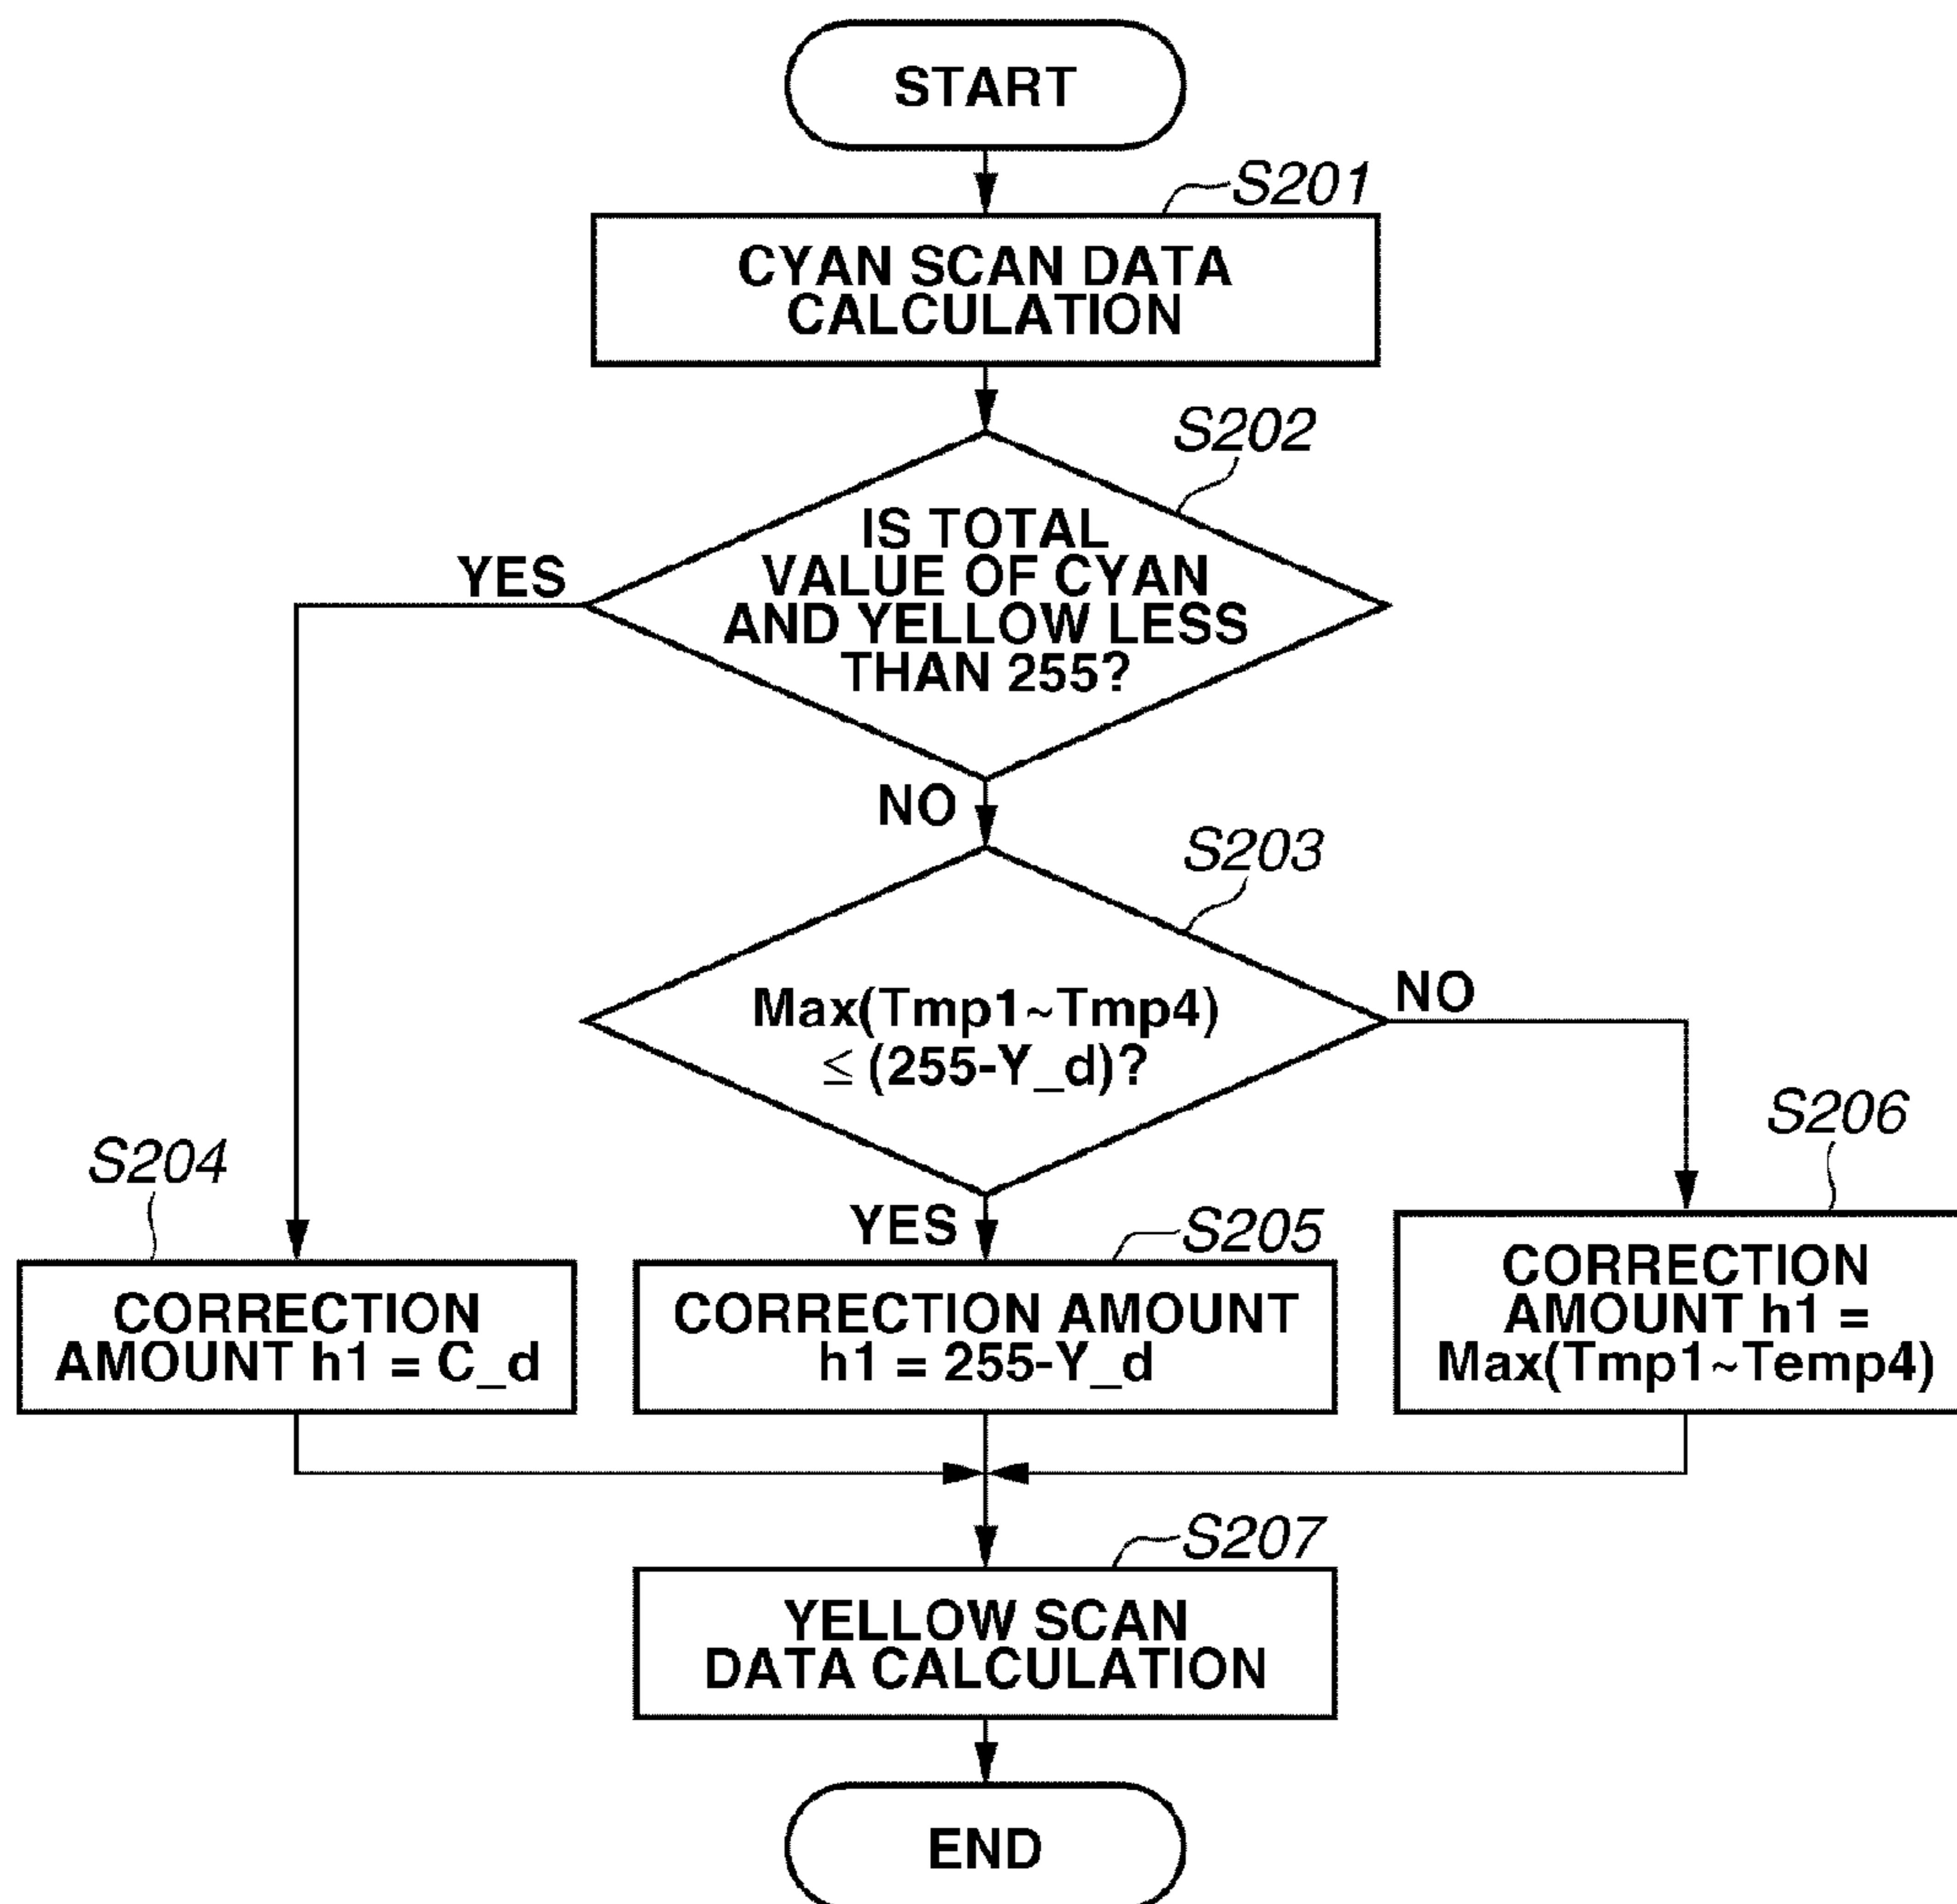 START
S201
CYAN SCAN DATA
CALCULATION
S202
IS TOTAL
VALUE OF CYAN
AND YELLOW LESS
THAN 255?
YES
NO
S203
Max(Tmp1~Tmp4)
≤ (255-Y_d)?
NO
YES
S204
CORRECTION
AMOUNT h1 = C_d
S205
CORRECTION AMOUNT
h1 = 255-Y_d
S206
CORRECTION
AMOUNT h1 =
Max(Tmp1~Temp4)
S207
YELLOW SCAN
DATA CALCULATION
END